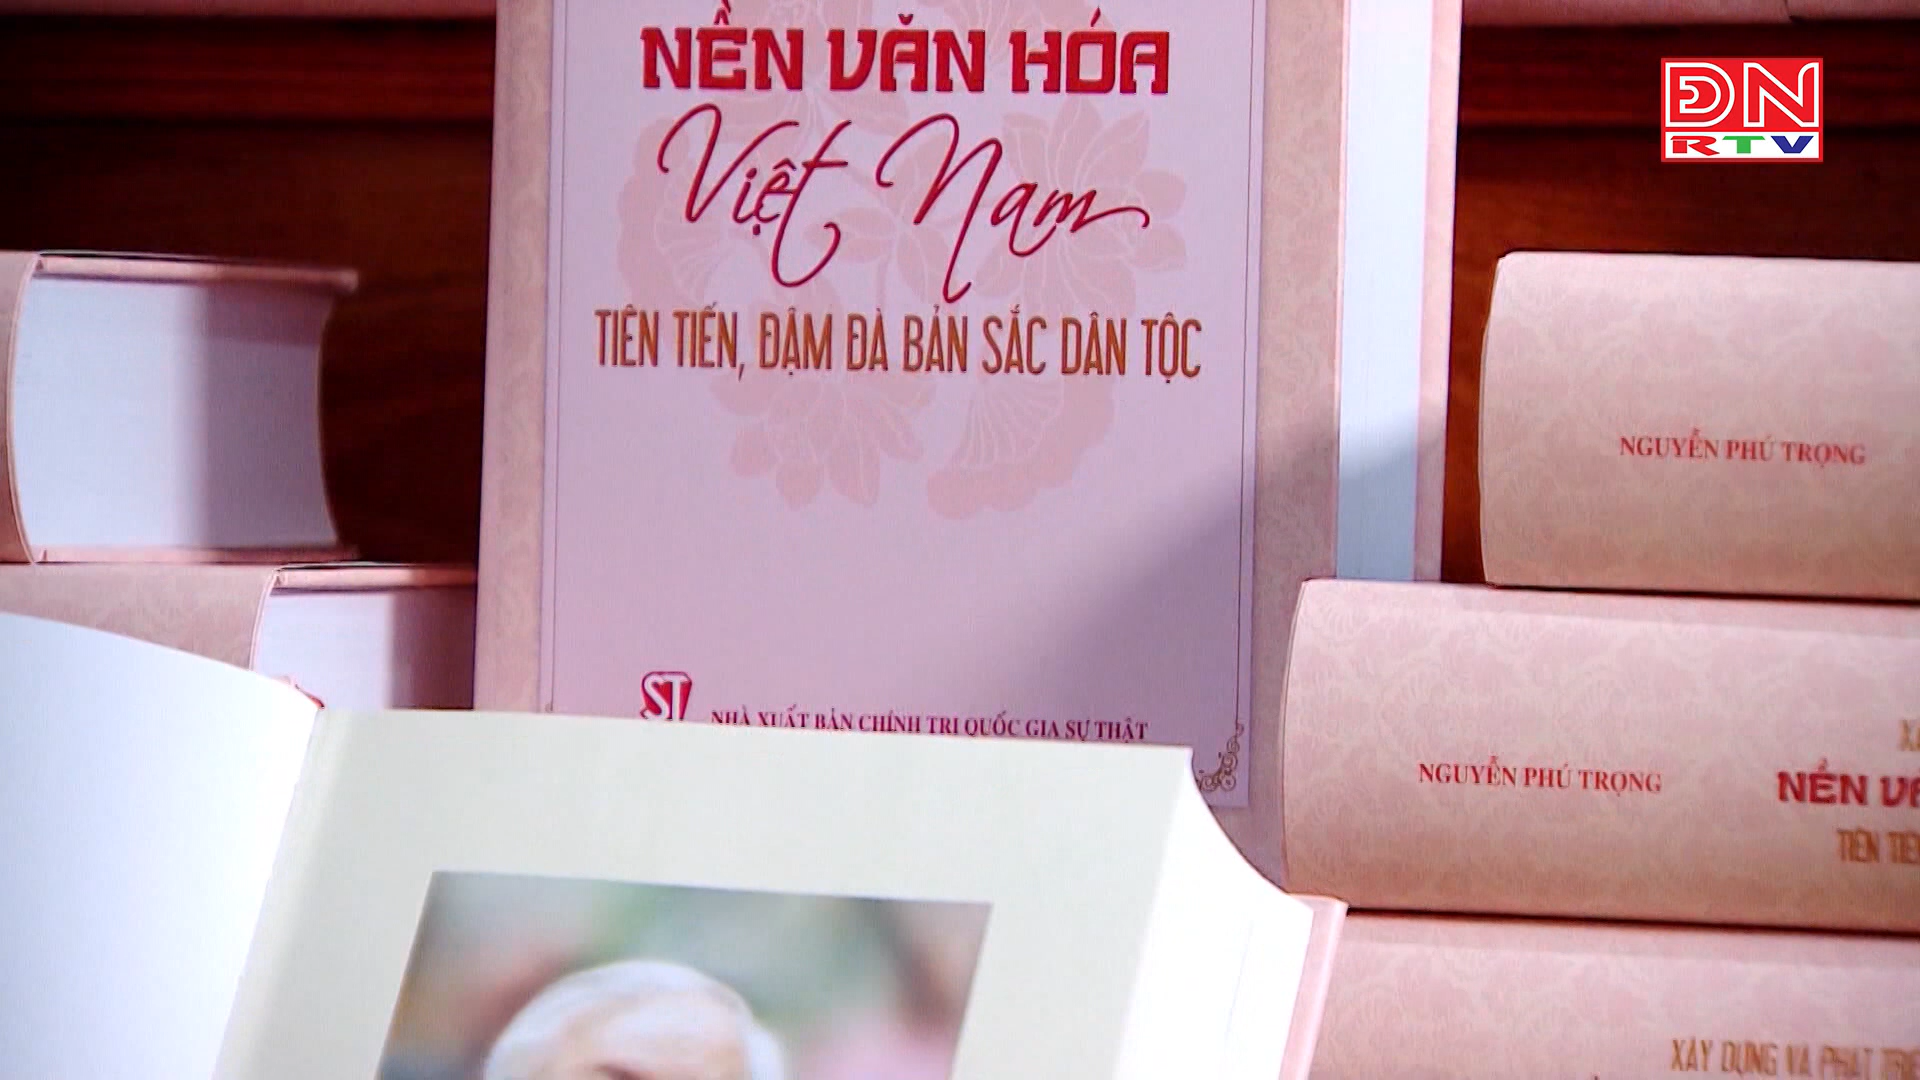 NỀN VĂN HÓA
Việt Nam
TIÊN TIẾN, ĐẬM ĐÀ BẢN SẮC DÂN TỘC
ST
NHÀ XUẤT BẢN CHÍNH TRỊ QUỐC GIA SỰ THẬT
ĐN
RTV
NGUYỄN PHÚ TRỌNG
NGUYỄN PHÚ TRỌNG
NỀN
TIÊN
XÂY DỰNG VÀ PHÁT